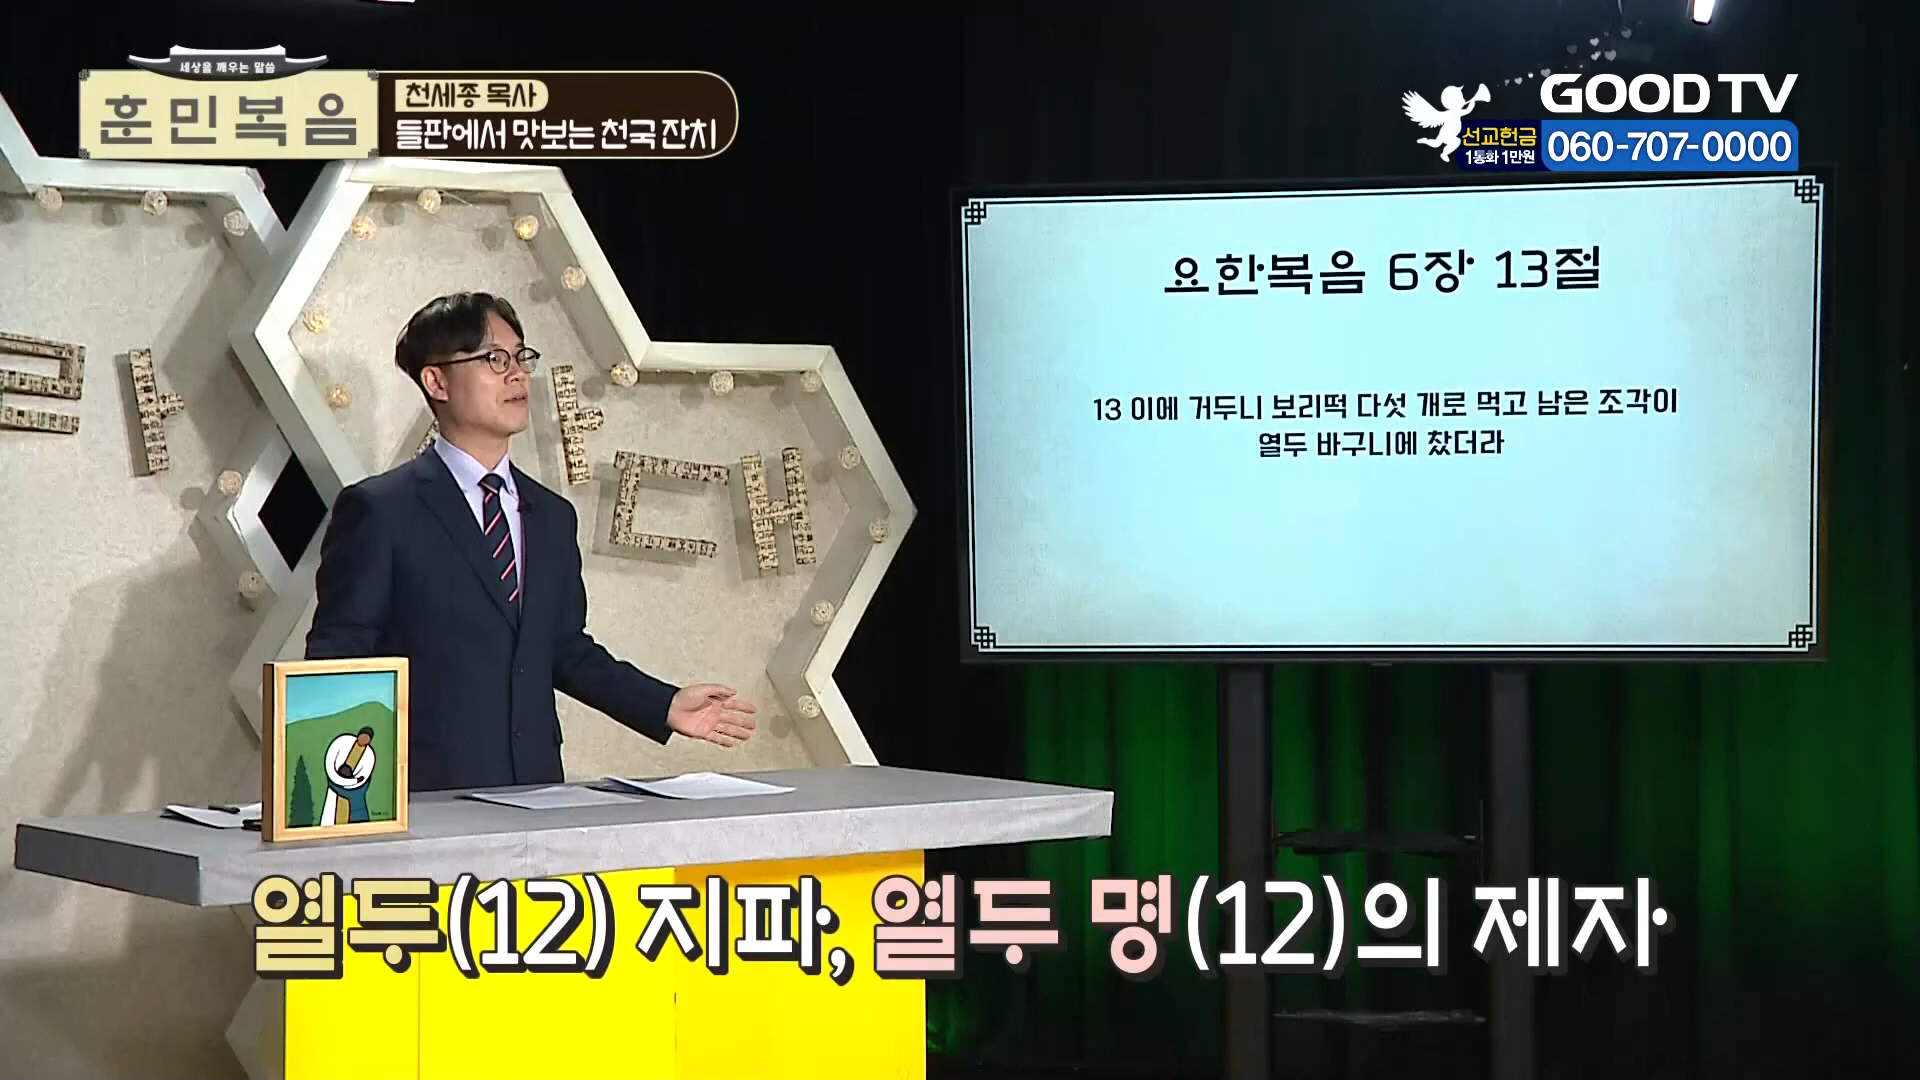 세상을 깨우는 말씀
훈민복음
천세종 목사
들판에서 맛보는 천국 잔치
GOODTV
선교헌금
1통화 1만원
060-707-0000
요한복음 6장 13절
13 이에 거두니 보리떡 다섯 개로 먹고 남은 조각이
열두 바구니에 찼더라
열두(12) 지파, 열두 명(12)의 제자